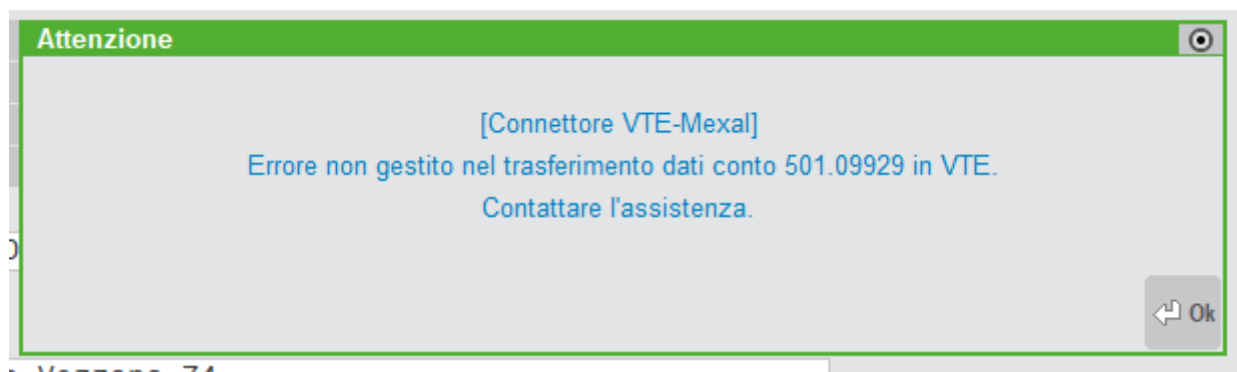 Attenzione
[Connettore VTE-Mexal]
Errore non gestito nel trasferimento dati conto 501.09929 in VTE.
Contattare l'assistenza.
Ok